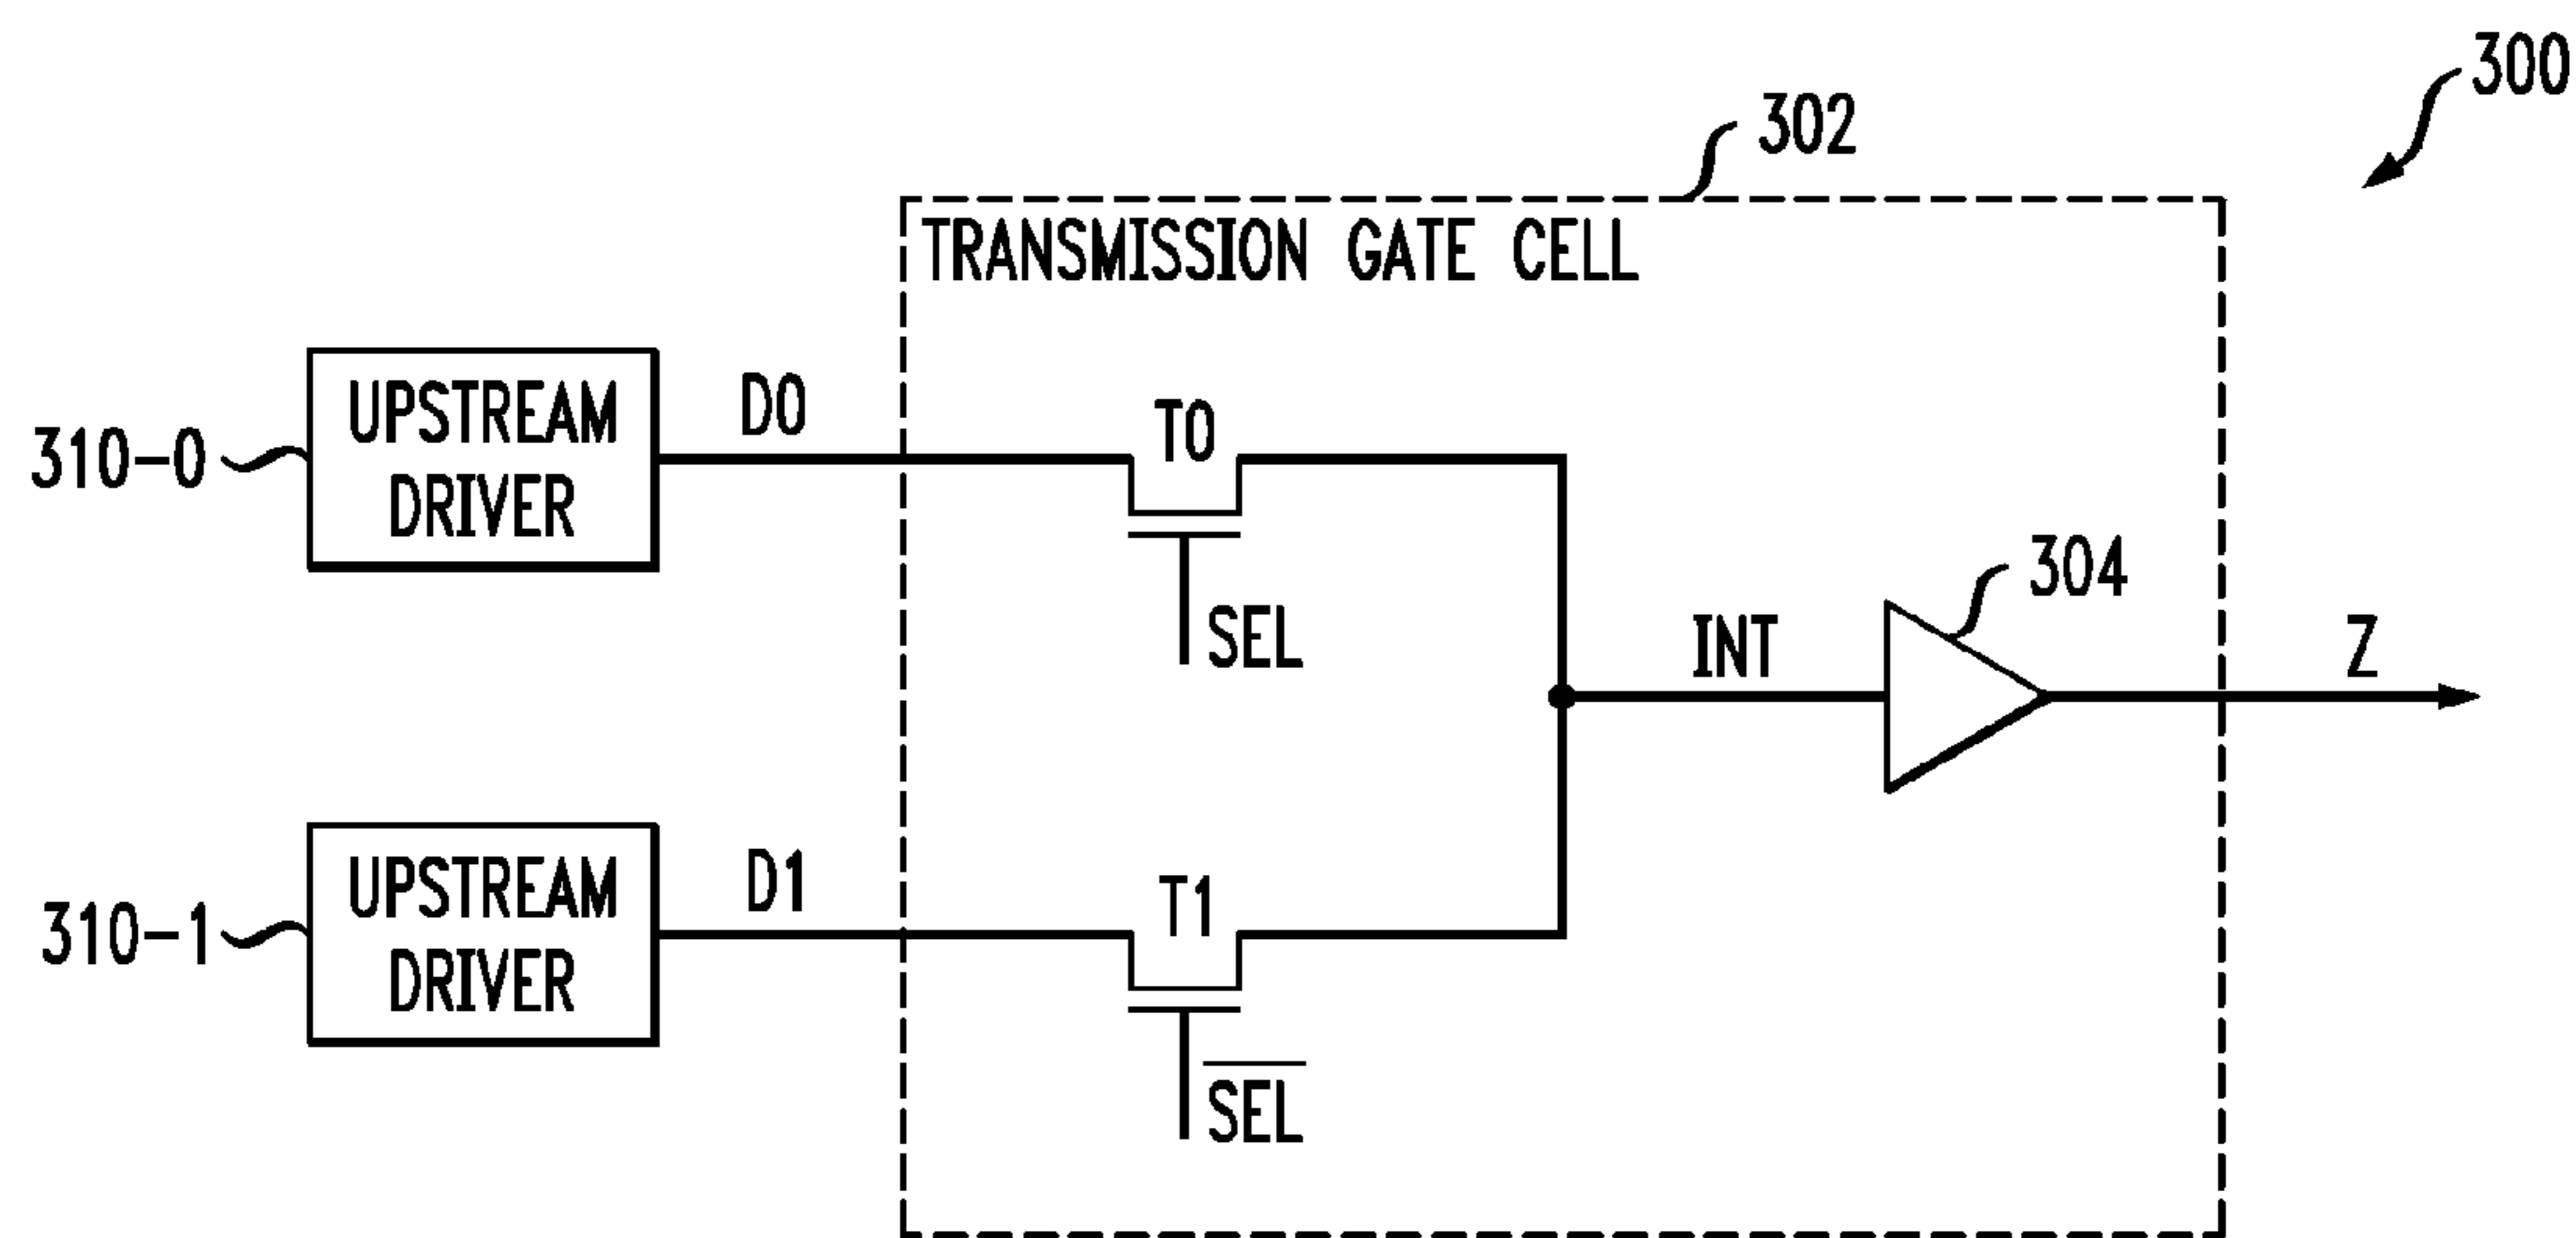 300
302
TRANSMISSION GATE CELL
310-0
UPSTREAM
DRIVER
D0
T0
SEL
304
INT
Z
310-1
UPSTREAM
DRIVER
D1
T1
S̅E̅L̅